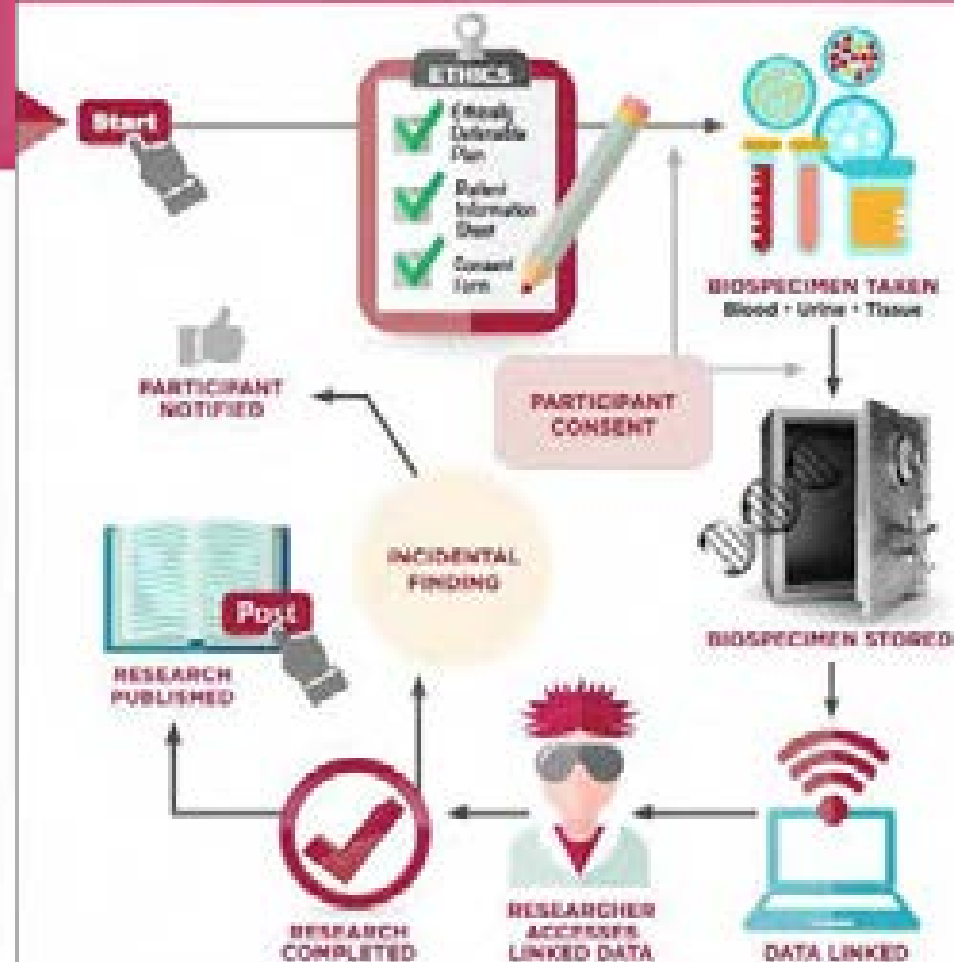 Start
ETHICS
Ethically
Defensible
Plan
Patient
Information
Sheet
Consent
Form
BIOSPECIMEN TAKEN
Blood • Urine • Tissue
PARTICIPANT
CONSENT
PARTICIPANT
NOTIFIED
INCIDENTAL
FINDING
BIOSPECIMEN STORED
Post
RESEARCH
PUBLISHED
RESEARCH
COMPLETED
RESEARCHER
ACCESSES
LINKED DATA
DATA LINKED